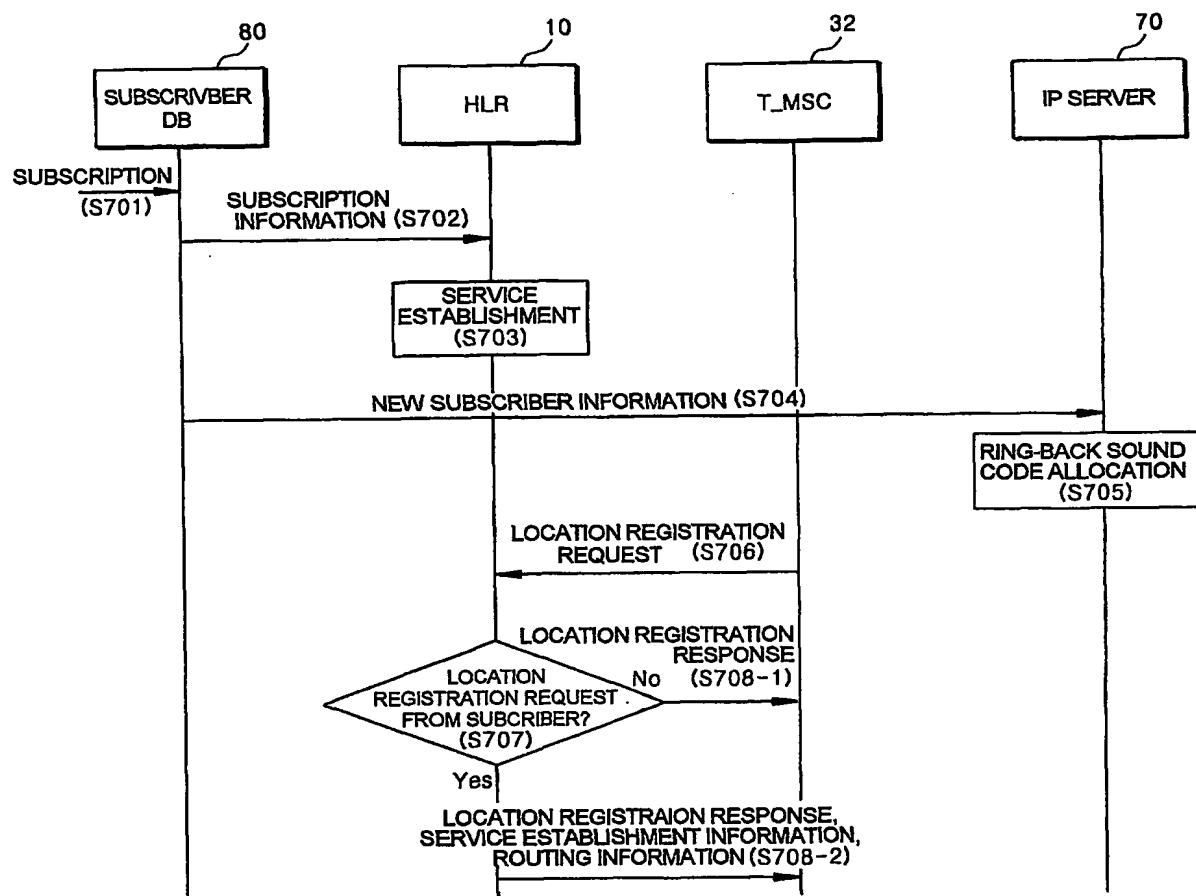 80
10
32
70
SUBSCRIVBER
DB
HLR
T_MSC
IP SERVER
SUBSCRIPTION
(S701)
SUBSCRIPTION
INFORMATION (S702)
SERVICE
ESTABLISHMENT
(S703)
NEW SUBSCRIBER INFORMATION (S704)
RING-BACK SOUND
CODE ALLOCATION
(S705)
LOCATION REGISTRATION
REQUEST (S706)
LOCATION REGISTRATION
RESPONSE
(S708-1)
LOCATION
REGISTRATION REQUEST
FROM SUBCRIBER?
(S707)
No
Yes
LOCATION REGISTRAION RESPONSE,
SERVICE ESTABLISHMENT INFORMATION,
ROUTING INFORMATION (S708-2)